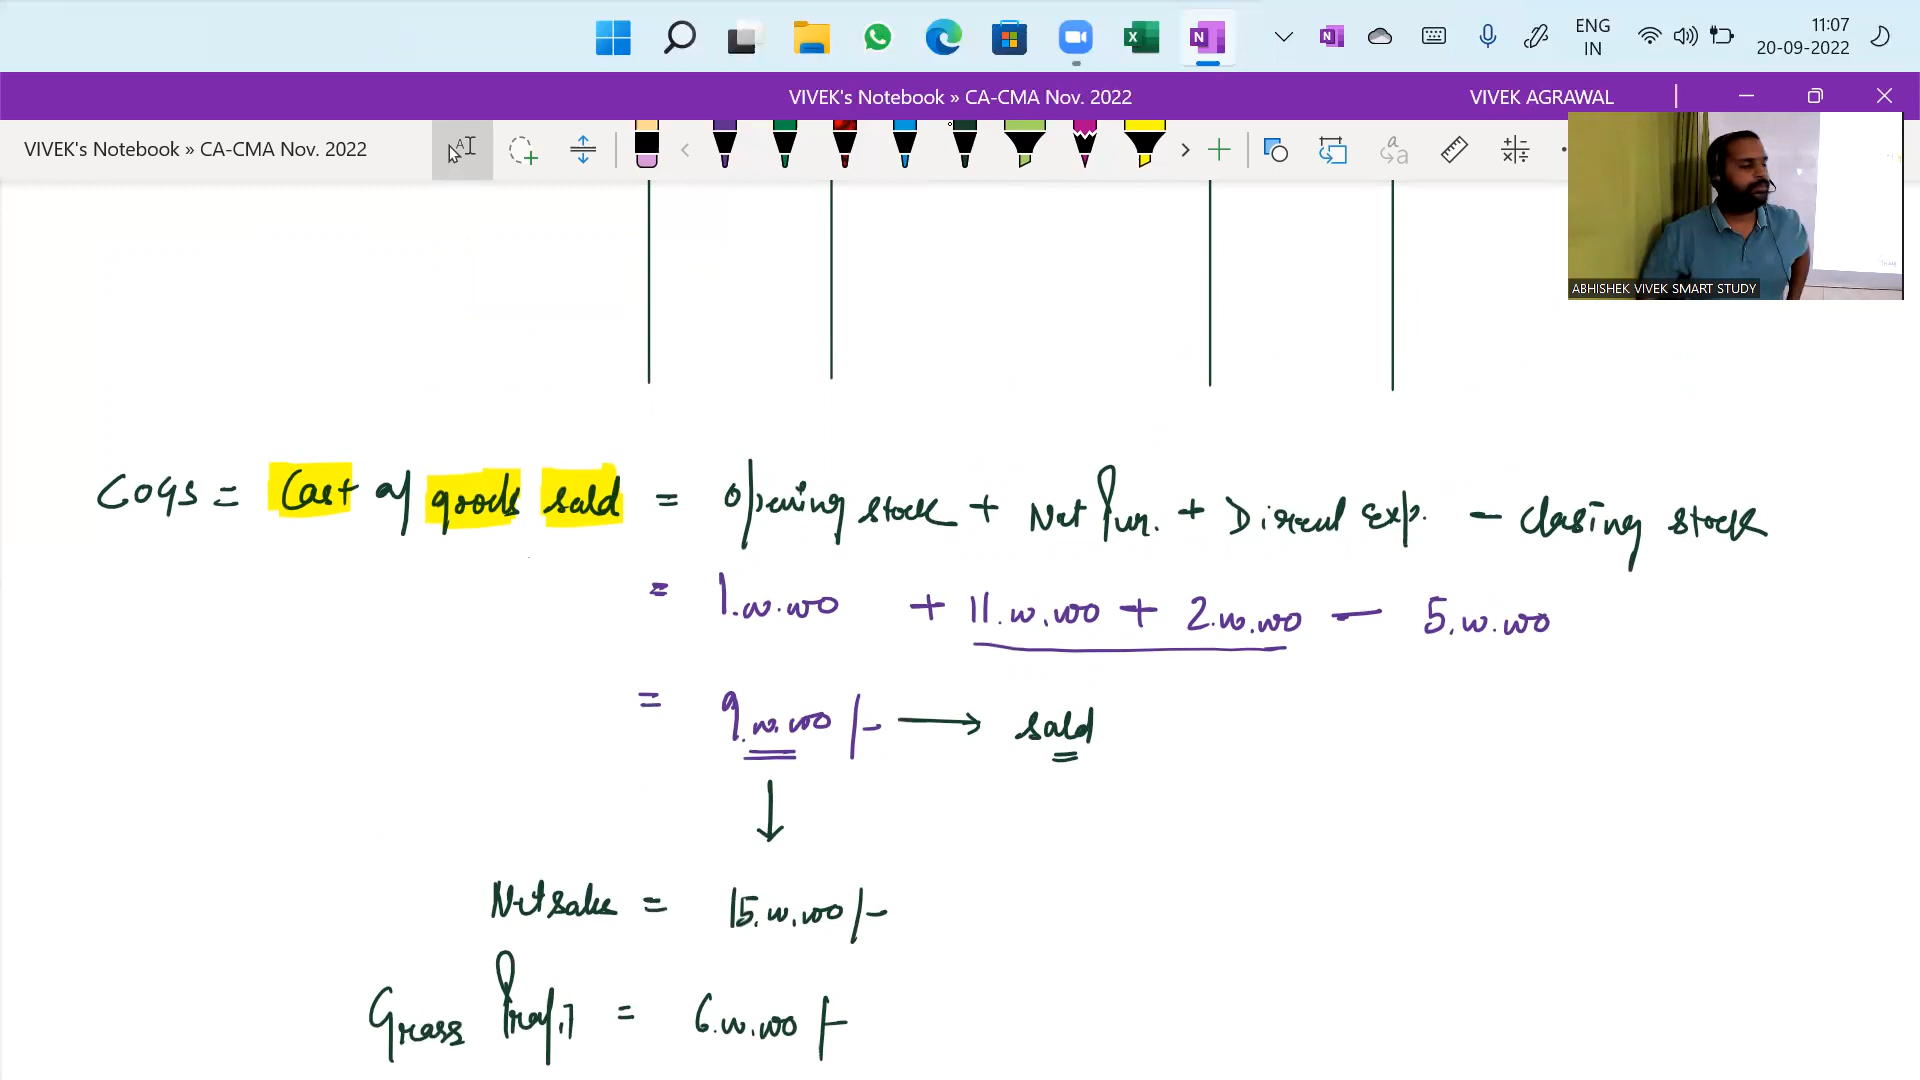 ENG
IN
11:07
20-09-2022
VIVEK's Notebook » CA-CMA Nov. 2022
VIVEK AGRAWAL
VIVEK's Notebook » CA-CMA Nov. 2022
ABHISHEK VIVEK SMART STUDY
COGS = Cost of goods sold = Opening stock + Net Pur. + Direct Exp. - Closing stock
= 1.00.000 + 11.00.000 + 2.00.000 - 5.00.000
= 9.00.000/- → sold
↓
Net sales = 15.00.000/-
Gross Profit = 6.00.000/-